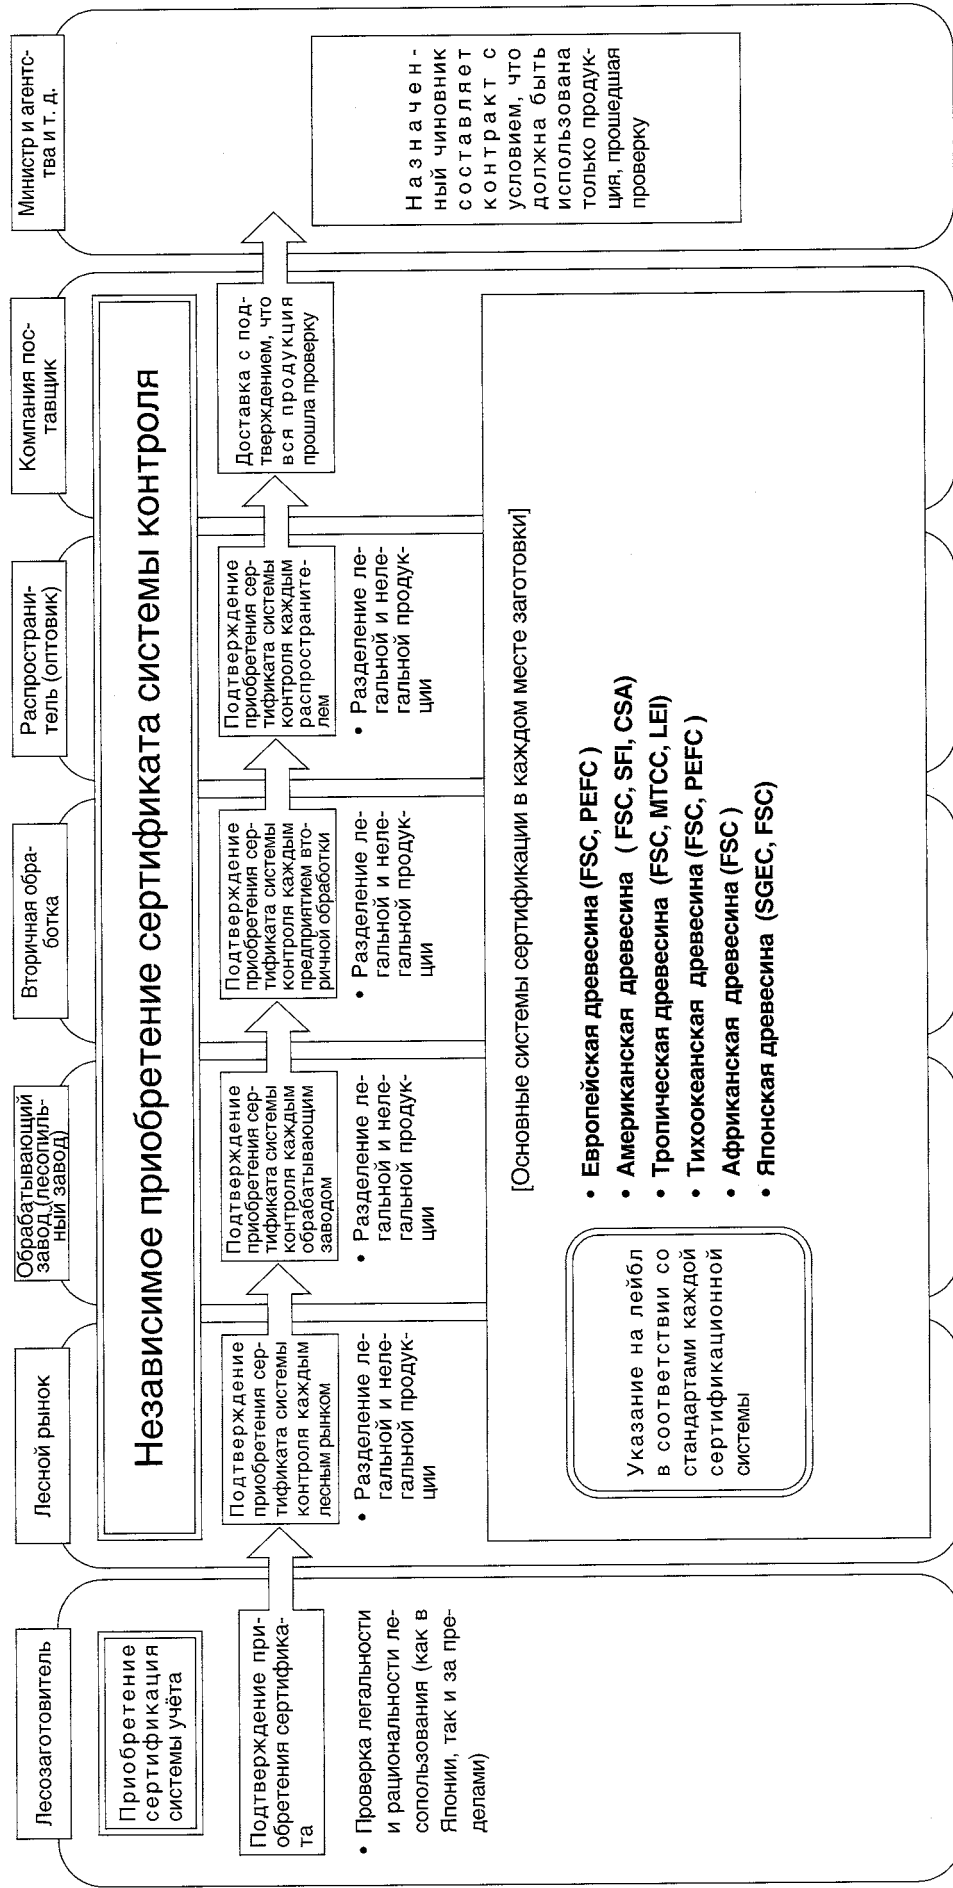 Лесозаготовитель
Приобретение
сертификация
системы учёта
Подтверждение при-
обретения сертифика-
та
• Проверка легальности
и рациональности ле-
сопользования (как в
Японии, так и за пре-
делами)
Лесной рынок
Независимое приобретение сертификата системы контроля
Подтверждение
приобретения сер-
тификата системы
контроля каждым
лесным рынком
• Разделение ле-
гальной и неле-
гальной продук-
ции
Обрабатывающий
завод (лесопиль-
ный завод)
Подтверждение
приобретения сер-
тификата системы
контроля каждым
обрабатывающим
заводом
• Разделение ле-
гальной и неле-
гальной продук-
ции
Вторичная обра-
ботка
Подтверждение
приобретения сер-
тификата системы
контроля каждым
предприятием вто-
ричной обработки
• Разделение ле-
гальной и неле-
гальной продук-
ции
Распространи-
тель (оптовик)
Подтверждение
приобретения сер-
тификата системы
контроля каждым
распространите-
лем
• Разделение ле-
гальной и неле-
гальной продук-
ции
Компания пос-
тавщик
Доставка с под-
тверждением, что
вся продукция
прошла проверку
Министр и агентс-
тва и т. д.
Назначен-
ный чиновник
составляет
контракт с
условием, что
должна быть
использована
только продук-
ция, прошедшая
проверку
[Основные системы сертификации в каждом месте заготовки]
• Европейская древесина (FSC, PEFC )
• Американская древесина ( FSC, SFI, CSA)
• Тропическая древесина (FSC, MTCC, LEI)
• Тихоокеанская древесина (FSC, PEFC )
• Африканская древесина (FSC )
• Японская древесина (SGEC, FSC)
Указание на лейбл
в соответствии со
стандартами каждой
сертификационной
системы